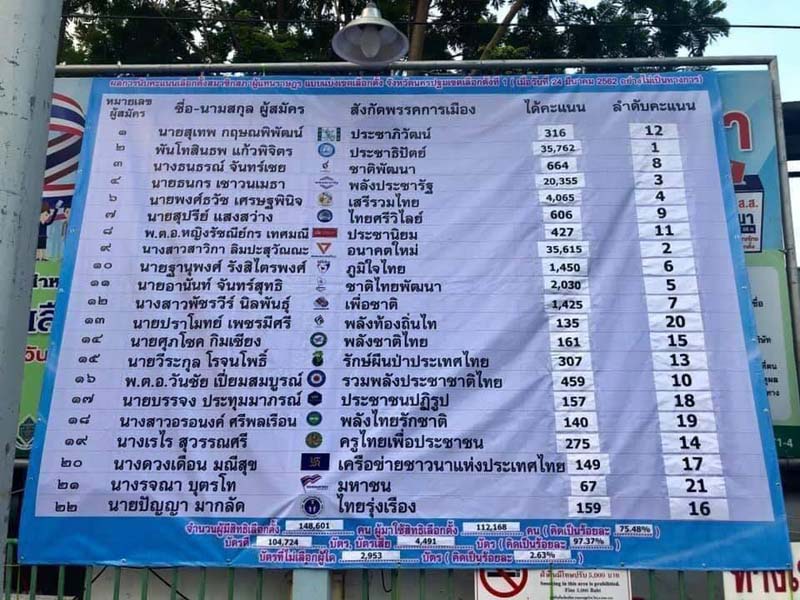 ผลการนับคะแนนเลือกตั้งสมาชิกสภาผู้แทนราษฎร แบบแบ่งเขตเลือกตั้ง จังหวัดนครปฐมเขตเลือกตั้งที่ 1 (เมื่อวันที่ 24 มีนาคม 2562 อย่างไม่เป็นทางการ)
หมายเลขผู้สมัคร ชื่อ-นามสกุล ผู้สมัคร สังกัดพรรคการเมือง ได้คะแนน ลำดับคะแนน
๑ นายสุเทพ กฤษณพิพัฒน์ ประชาภิวัฒน์ 316 12
๒ พันโทสินธพ แก้วพิจิตร ประชาธิปัตย์ 35,762 1
๓ นางธนธรณ์ จันทร์เชย ชาติพัฒนา 664 8
๔ นายธนกร เชาวนเมธา พลังประชารัฐ 20,355 3
๖ นายพงศ์ธวัช เศรษฐพินิจ เสรีรวมไทย 4,065 4
๗ นายสุปรีย์ แสงสว่าง ไทยศรีวิไลย์ 606 9
๘ พ.ต.อ.หญิงรัชณีย์กร เทศมณี ประชานิยม 427 11
๙ นางสาวสาวิกา ลิมปะสุวัณณะ อนาคตใหม่ 35,615 2
๑๐ นายฐานุพงศ์ รังสิไตรพงศ์ ภูมิใจไทย 1,450 6
๑๑ นายอานันท์ จันทร์สุทธิ ชาติไทยพัฒนา 2,030 5
๑๒ นางสาวพัชรวีร์ นิลพันธุ์ เพื่อชาติ 1,425 7
๑๓ นายปราโมทย์ เพชรมีศรี พลังท้องถิ่นไท 135 20
๑๔ นายศุภโชค กิมเซียง พลังชาติไทย 161 15
๑๕ นายวีระกุล โรจนโพธิ์ รักษ์ผืนป่าประเทศไทย 307 13
๑๖ พ.ต.อ.วันชัย เปี่ยมสมบูรณ์ รวมพลังประชาชาติไทย 459 10
๑๗ นายบรรจง ประทุมมาภรณ์ ประชาชนปฏิรูป 157 18
๑๘ นางสาวอรอนงค์ ศรีพลเรือน พลังไทยรักชาติ 140 19
๑๙ นางเรไร สุวรรณศรี ครูไทยเพื่อประชาชน 275 14
๒๐ นางดวงเดือน มณีสุข เครือข่ายชาวนาแห่งประเทศไทย 149 17
๒๑ นางรจณา บุตรโท มหาชน 67 21
๒๒ นายปัญญา มากลัด ไทยรุ่งเรือง 159 16
จำนวนผู้มีสิทธิเลือกตั้ง 148,601 คน ผู้มาใช้สิทธิเลือกตั้ง 112,168 คน (คิดเป็นร้อยละ 75.48%)
บัตรดี 104,724 บัตร, บัตรเสีย 4,491 บัตร (คิดเป็นร้อยละ 97.37%)
บัตรที่ไม่เลือกผู้ใด 2,953 บัตร (คิดเป็นร้อยละ 2.63%)
Smoking in this area is prohibited.
Fine 5,000 Baht